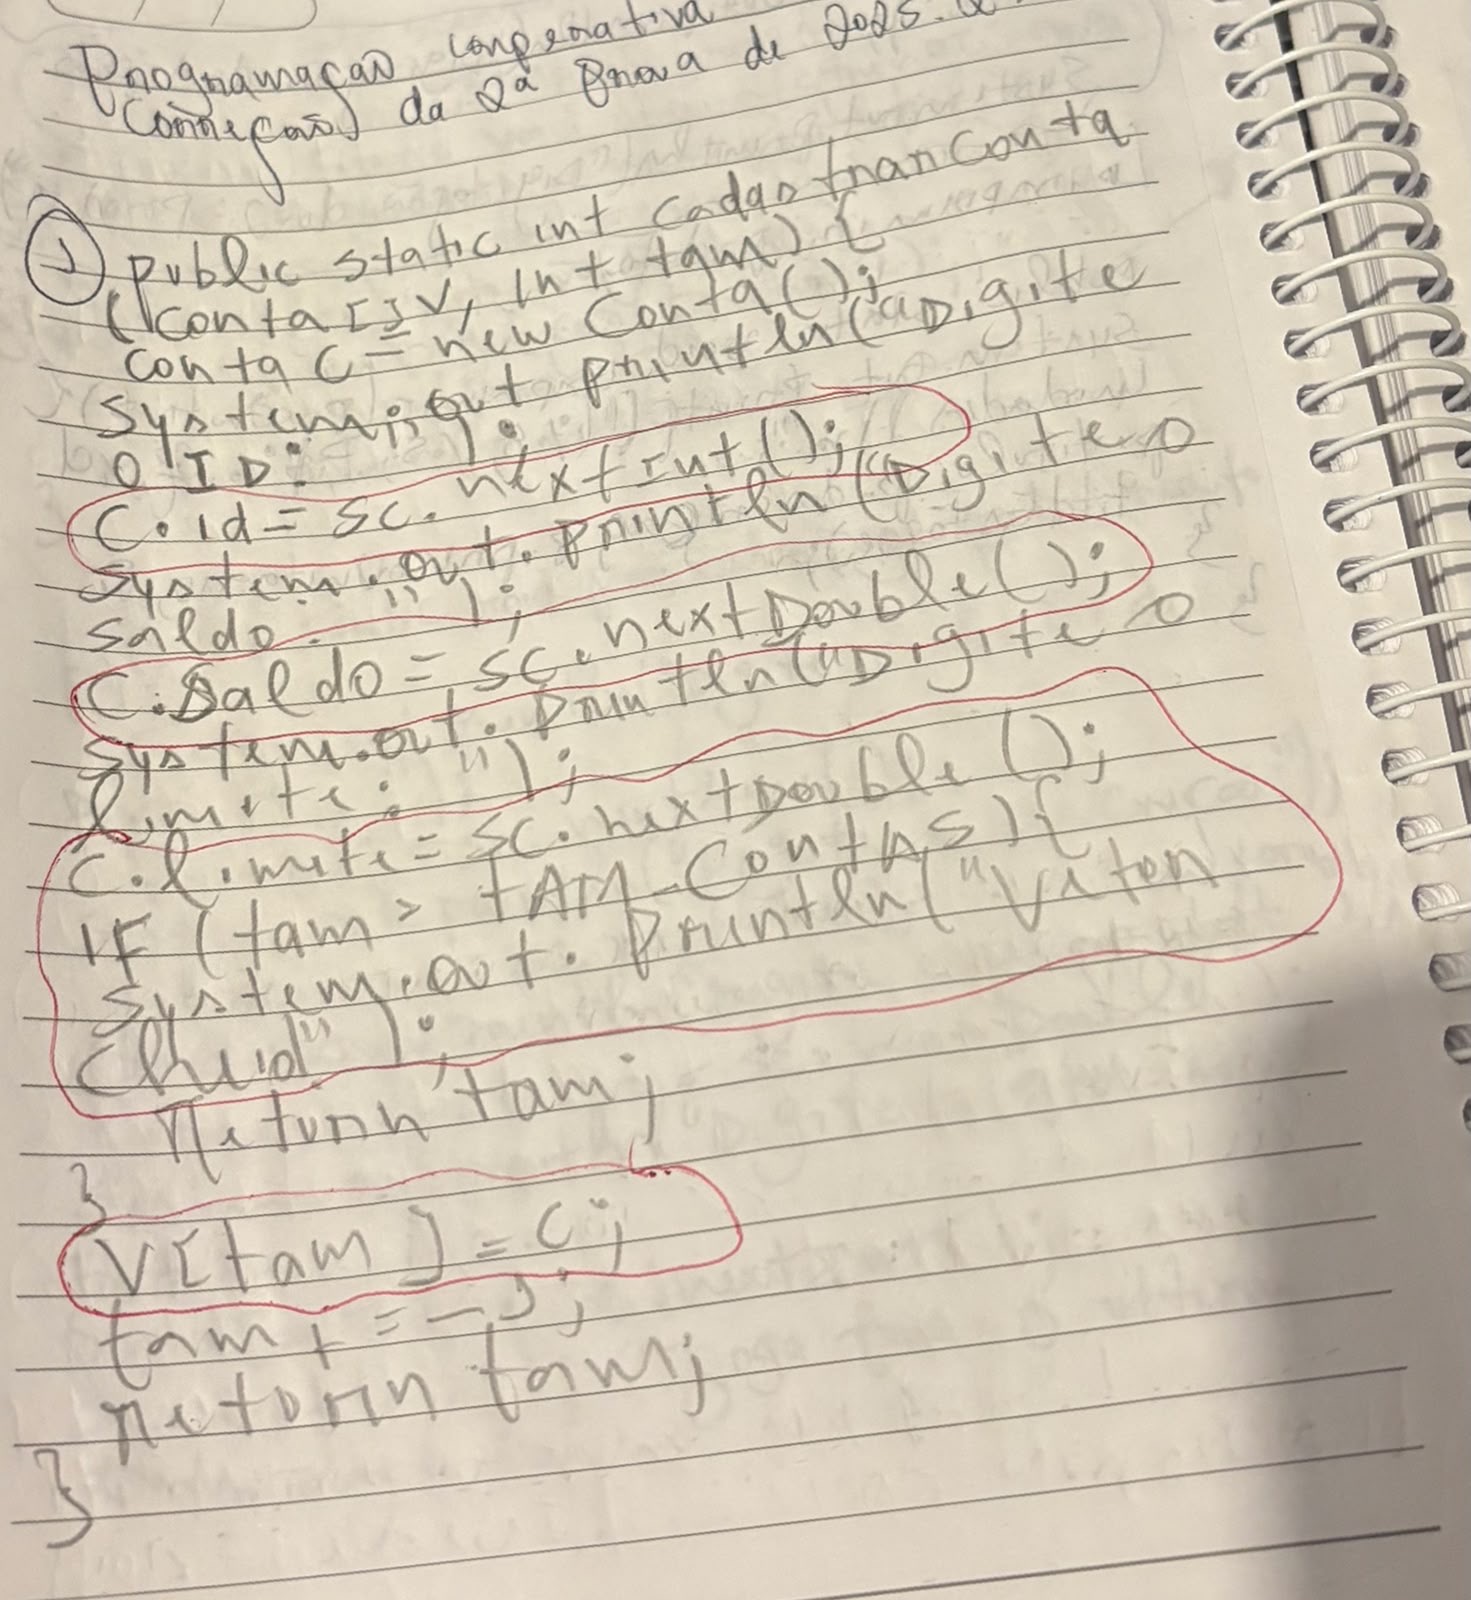 Programação imperativa
Correção da 2ª Prova de 2025.2
1) public static int cadastrarConta
(Conta[] V, int tam) {
Conta C = new Conta();
System.out println("Digite
o ID: ");
C.id = sc.nextInt();
System.out.println("Digite o
saldo: ");
C.saldo = sc.nextDouble();
System.out.println("Digite o
limite: ");
C.limite = sc.nextDouble();
IF (tam > TAM_Contas) {
System.out.println("Vetor
cheio");
return tam;
}
V[tam] = c;
tam +=
return tam;
}